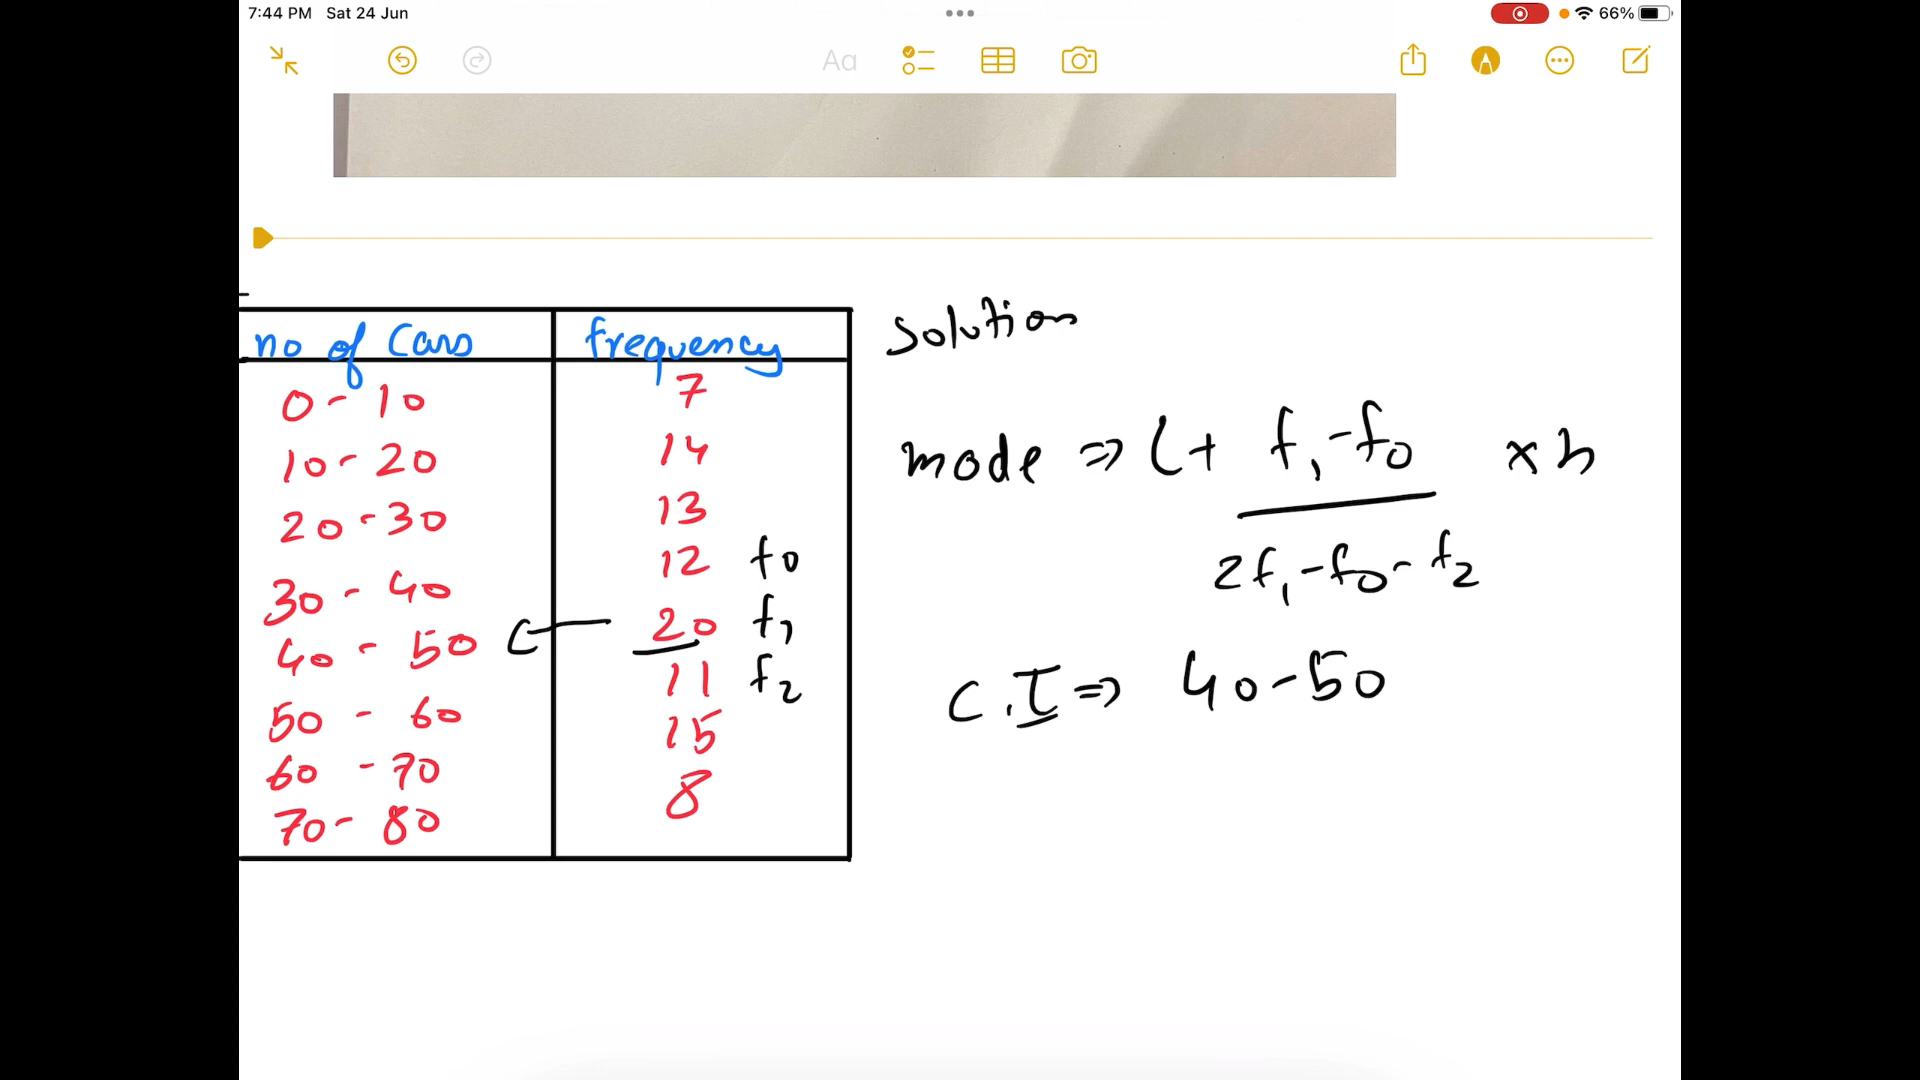 7:44 PM Sat 24 Jun
66%
Aa
no of Cars frequency
0 - 10 7
10 - 20 14
20 - 30 13
30 - 40 12 f0
40 - 50 20 f1
50 - 60 11 f2
60 - 70 15
70 - 80 8
Solution
mode ⇒ l + f1 - f0 × h
2f1 - f0 - f2
C.I ⇒ 40 - 50